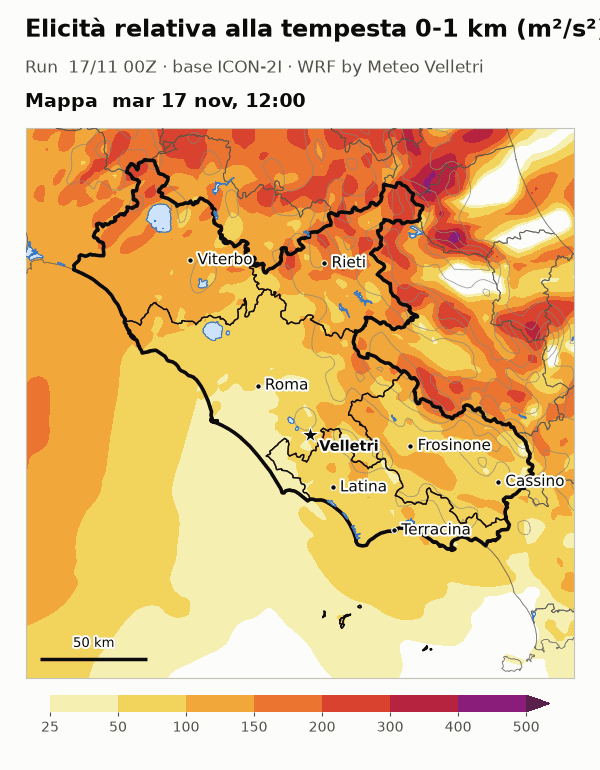 Elicità relativa alla tempesta 0-1 km (m²/s²)
Run  17/11 00Z · base ICON-2I · WRF by Meteo Velletri
Mappa  mar 17 nov, 12:00
Viterbo
Rieti
Roma
Velletri
Frosinone
Cassino
Latina
Terracina
50 km
25 50 100 150 200 300 400 500